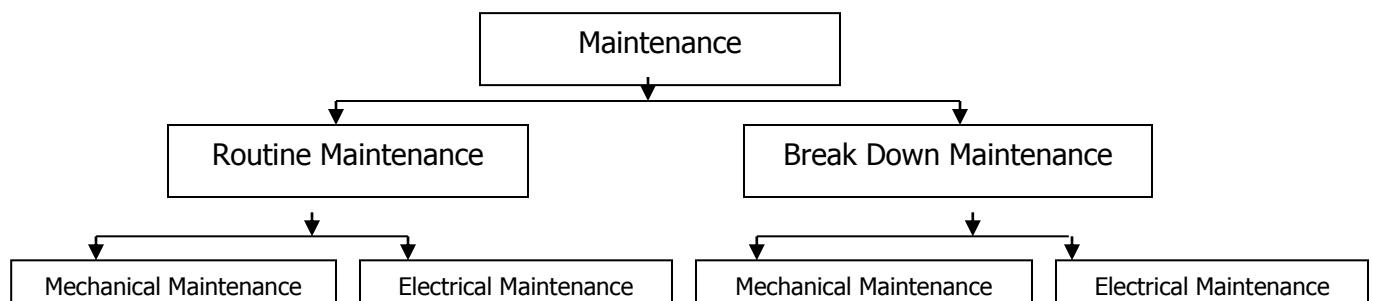 Maintenance
Routine Maintenance
Break Down Maintenance
Mechanical Maintenance
Electrical Maintenance
Mechanical Maintenance
Electrical Maintenance